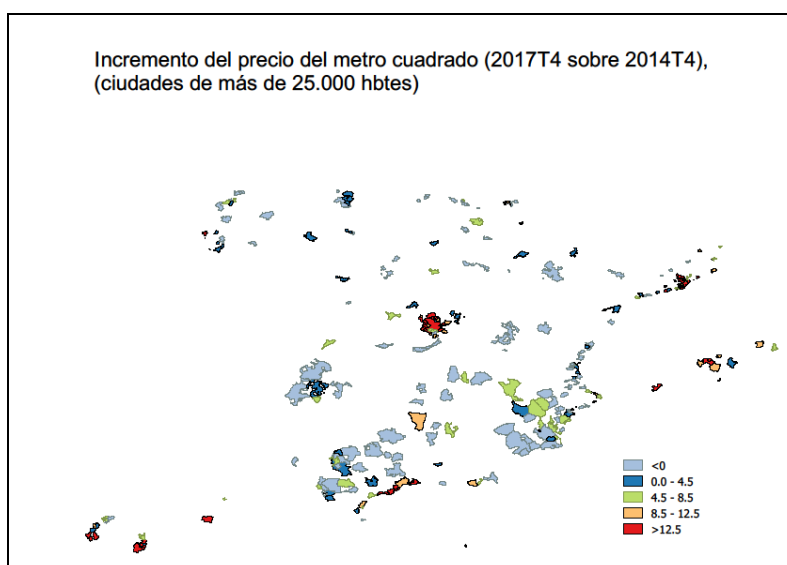 Incremento del precio del metro cuadrado (2017T4 sobre 2014T4),
(ciudades de más de 25.000 hbtes)
<0
0.0 - 4.5
4.5 - 8.5
8.5 - 12.5
>12.5